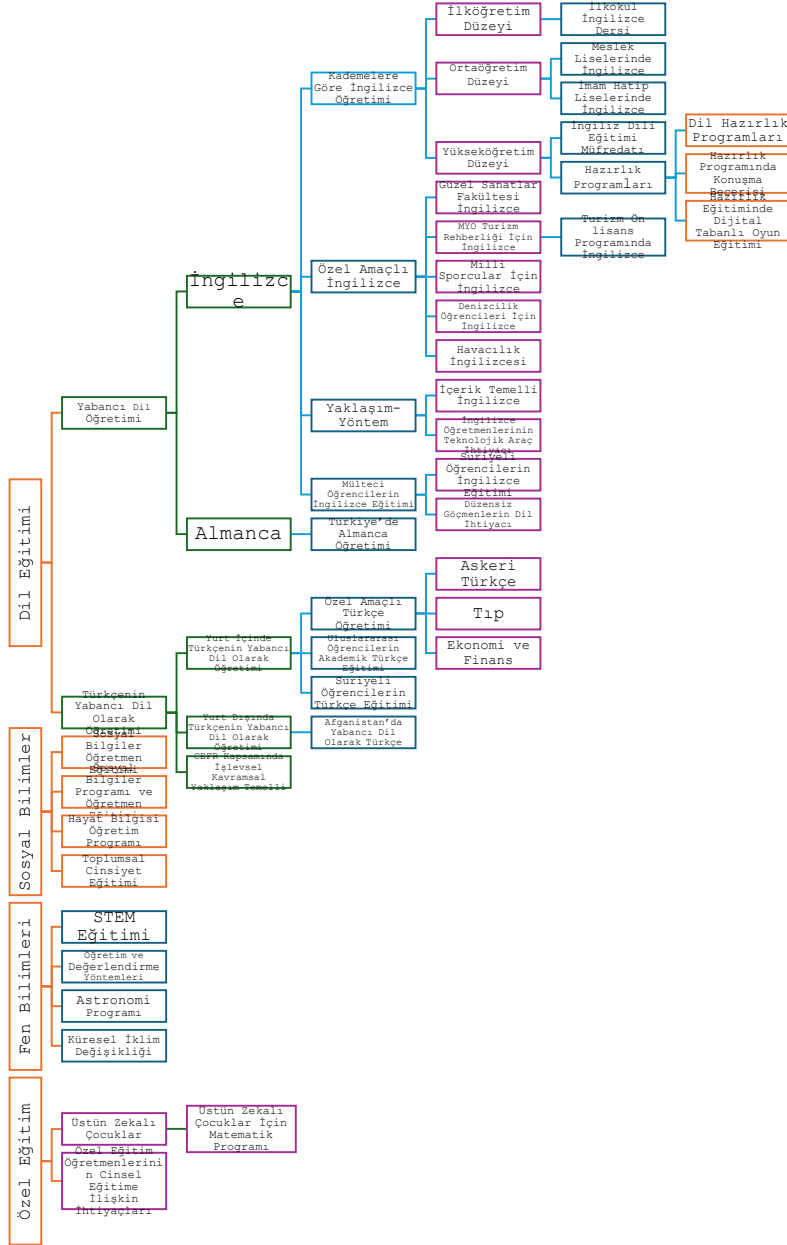 Dil Eğitimi
Yabancı Dil
Öğretimi
İngilizc
e
Kademelere
Göre İngilizce
Öğretimi
İlköğretim
Düzeyi
İlkokul
İngilizce
Dersi
Ortaöğretim
Düzeyi
Meslek
Liselerinde
İngilizce
İmam Hatip
Liselerinde
İngilizce
Yükseköğretim
Düzeyi
İngiliz Dili
Eğitimi
Müfredatı
Hazırlık
Programları
Dil Hazırlık
Programları
Hazırlık
Programında
Konuşma
Becerisi
Hazırlık
Eğitiminde
Dijital
Tabanlı Oyun
Eğitimi
Özel Amaçlı
İngilizce
Güzel Sanatlar
Fakültesi
İngilizce
MYO Turizm
Rehberliği İçin
İngilizce
Turizm Ön
lisans
Programında
İngilizce
Milli
Sporcular İçin
İngilizce
Denizcilik
Öğrencileri İçin
İngilizce
Havacılık
İngilizcesi
Yaklaşım-
Yöntem
İçerik Temelli
İngilizce
İngilizce
Öğretmenlerinin
Teknolojik Araç
İhtiyacı
Mülteci
Öğrencilerin
İngilizce Eğitimi
Suriyeli
Öğrencilerin
İngilizce
Eğitimi
Düzensiz
Göçmenlerin Dil
İhtiyacı
Almanca
Türkiye’de
Almanca
Öğretimi
Türkçenin
Yabancı Dil
Olarak
Öğretimi
Yurt İçinde
Türkçenin Yabancı
Dil Olarak
Öğretimi
Özel Amaçlı
Türkçe
Öğretimi
Askeri
Türkçe
Tıp
Ekonomi ve
Finans
Uluslararası
Öğrencilerin
Akademik Türkçe
Eğitimi
Suriyeli
Öğrencilerin
Türkçe Eğitimi
Yurt Dışında
Türkçenin Yabancı
Dil Olarak
Öğretimi
Afganistan’da
Yabancı Dil
Olarak Türkçe
CEFR Kapsamında
İşlevsel
Kavramsal
Yaklaşım Temelli
Sosyal Bilimler
Sosyal
Bilgiler
Öğretmen
Eğitimi
Sosyal
Bilgiler
Programı ve
Öğretmen
Eğitimi
Hayat Bilgisi
Öğretim
Programı
Toplumsal
Cinsiyet
Eğitimi
Fen Bilimleri
STEM
Eğitimi
Öğretim ve
Değerlendirme
Yöntemleri
Astronomi
Programı
Küresel İklim
Değişikliği
Özel Eğitim
Üstün Zekalı
Çocuklar
Üstün Zekalı
Çocuklar İçin
Matematik
Programı
Özel Eğitim
Öğretmenlerini
n Cinsel
Eğitime
İlişkin
İhtiyaçları